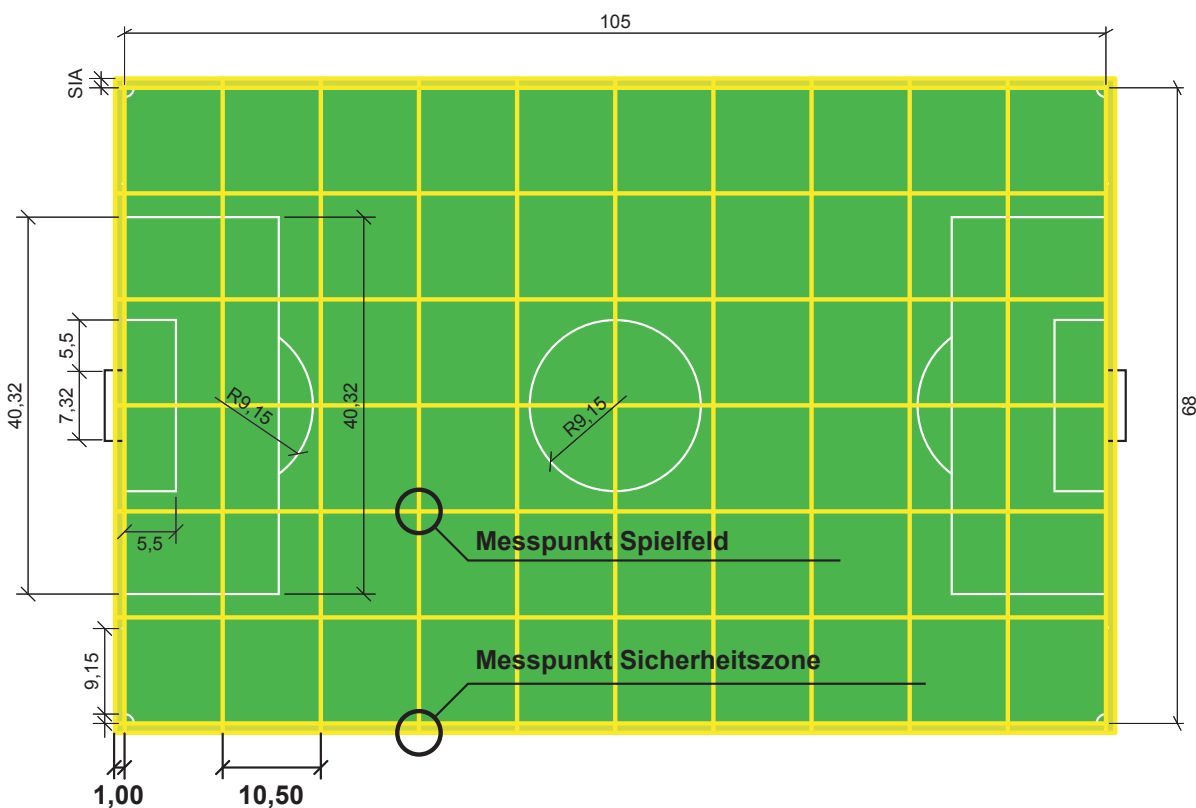 105
SIA
5,5
40,32
7,32
R9,15
40,32
R9,15
68
Messpunkt Spielfeld
5,5
9,15
Messpunkt Sicherheitszone
1,00
10,50